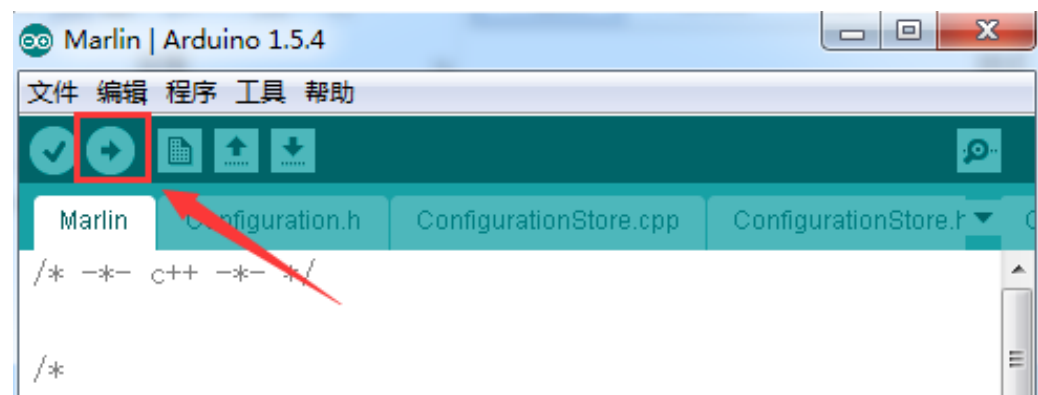 Marlin | Arduino 1.5.4
文件 编辑 程序 工具 帮助
Marlin Configuration.h ConfigurationStore.cpp ConfigurationStore.h
/* -*- c++ -*- */
/*